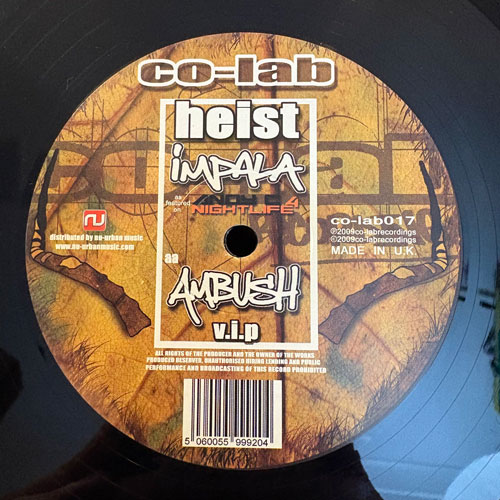 co-lab
heist
impala
as featured on
ANDY C 4
NIGHTLIFE
aa
AMBUSH
v.i.p
nu
distributed by nu-urban music
www.nu-urbanmusic.com
co-lab017
℗2009co-labrecordings
©2009co-labrecordings
MADE IN U.K.
ALL RIGHTS OF THE PRODUCER AND THE OWNER OF THE WORKS
PRODUCED RESERVED, UNAUTHORISED HIRING LENDING AND PUBLIC
PERFORMANCE AND BROADCASTING OF THIS RECORD PROHIBITED
5 060055 999204